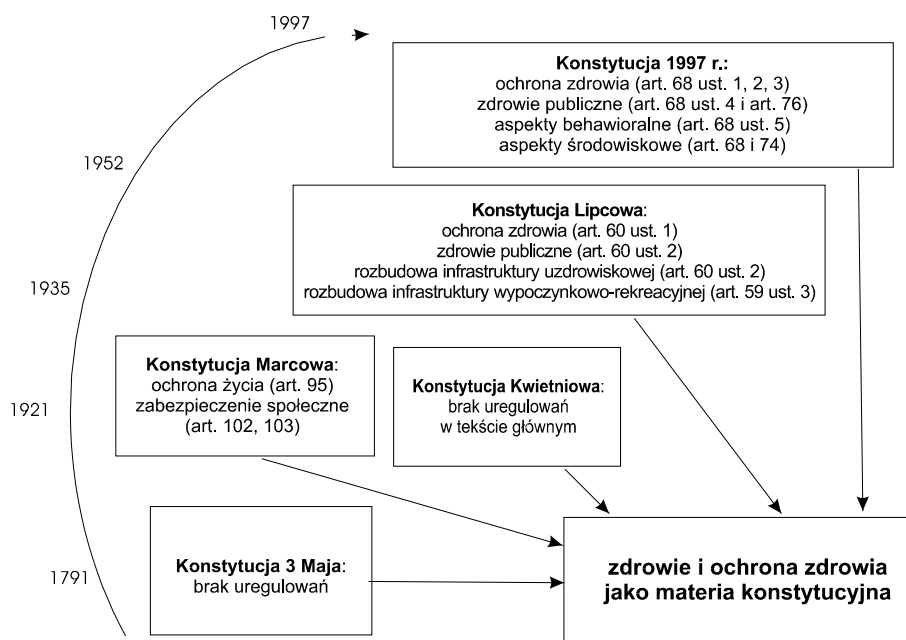 1997
Konstytucja 1997 r.:
ochrona zdrowia (art. 68 ust. 1, 2, 3)
zdrowie publiczne (art. 68 ust. 4 i art. 76)
aspekty behawioralne (art. 68 ust. 5)
aspekty środowiskowe (art. 68 i 74)
1952
Konstytucja Lipcowa:
ochrona zdrowia (art. 60 ust. 1)
zdrowie publiczne (art. 60 ust. 2)
rozbudowa infrastruktury uzdrowiskowej (art. 60 ust. 2)
rozbudowa infrastruktury wypoczynkowo-rekreacyjnej (art. 59 ust. 3)
1935
Konstytucja Marcowa:
ochrona życia (art. 95)
zabezpieczenie społeczne
(art. 102, 103)
Konstytucja Kwietniowa:
brak uregulowań
w tekście głównym
1921
Konstytucja 3 Maja:
brak uregulowań
1791
zdrowie i ochrona zdrowia
jako materia konstytucyjna